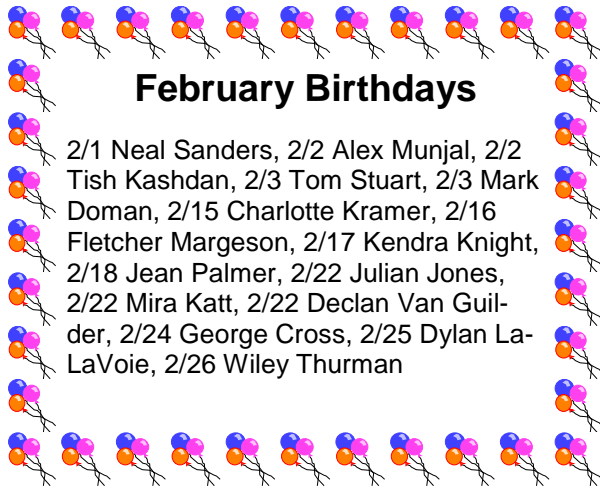 February Birthdays
2/1 Neal Sanders, 2/2 Alex Munjal, 2/2
Tish Kashdan, 2/3 Tom Stuart, 2/3 Mark
Doman, 2/15 Charlotte Kramer, 2/16
Fletcher Margeson, 2/17 Kendra Knight,
2/18 Jean Palmer, 2/22 Julian Jones,
2/22 Mira Katt, 2/22 Declan Van Guil-
der, 2/24 George Cross, 2/25 Dylan La-
LaVoie, 2/26 Wiley Thurman